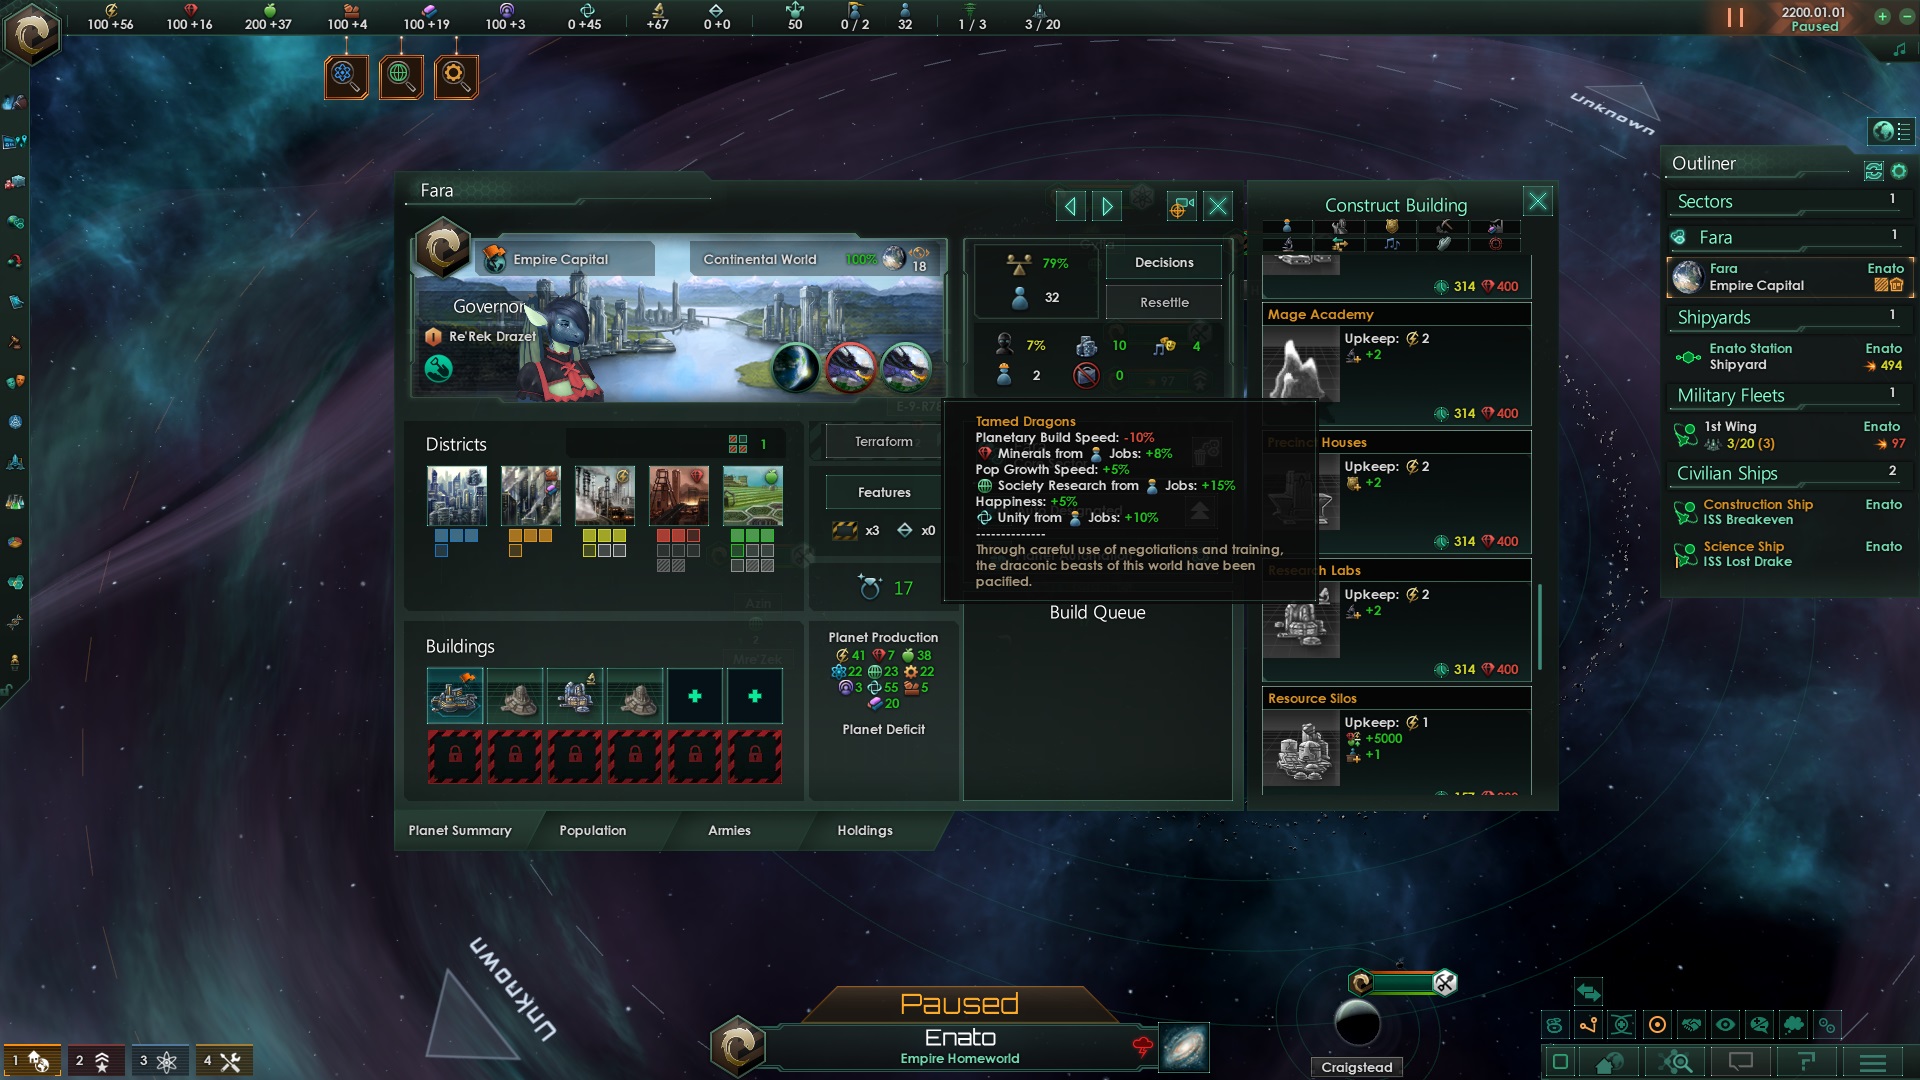 100 +56
100 +16
200 +37
100 +4
100 +19
100 +3
0 +45
+67
0 +0
50
0 / 2
32
1 / 3
3 / 20
2200.01.01
Paused
Unknown
Outliner
Sectors 1
Fara 1
Fara Enato
Empire Capital
Shipyards 1
Enato Station Enato
Shipyard 494
Military Fleets 1
1st Wing Enato
3/20 (3) 97
Civilian Ships 2
Construction Ship Enato
ISS Breakeven
Science Ship Enato
ISS Lost Drake
Fara
Empire Capital
Continental World 100% 18
Governor
Re'Rek Drazet
79%
32
Decisions
Resettle
7% 10 4
2 0
Districts 1
Terraform
Features
x3 x0
17
Tamed Dragons
Planetary Build Speed: -10%
Minerals from Jobs: +8%
Pop Growth Speed: +5%
Society Research from Jobs: +15%
Happiness: +5%
Unity from Jobs: +10%
--------------
Through careful use of negotiations and training,
the draconic beasts of this world have been
pacified.
Build Queue
Buildings
Planet Production
41 7 38
22 23 22
3 55 5
20
Planet Deficit
Planet Summary
Population
Armies
Holdings
Construct Building
314 400
Mage Academy
Upkeep: 2
+2
314 400
Precinct Houses
Upkeep: 2
+2
314 400
Research Labs
Upkeep: 2
+2
314 400
Resource Silos
Upkeep: 1
+5000
+1
Unknown
Paused
Enato
Empire Homeworld
Craigstead
1
2
3
4